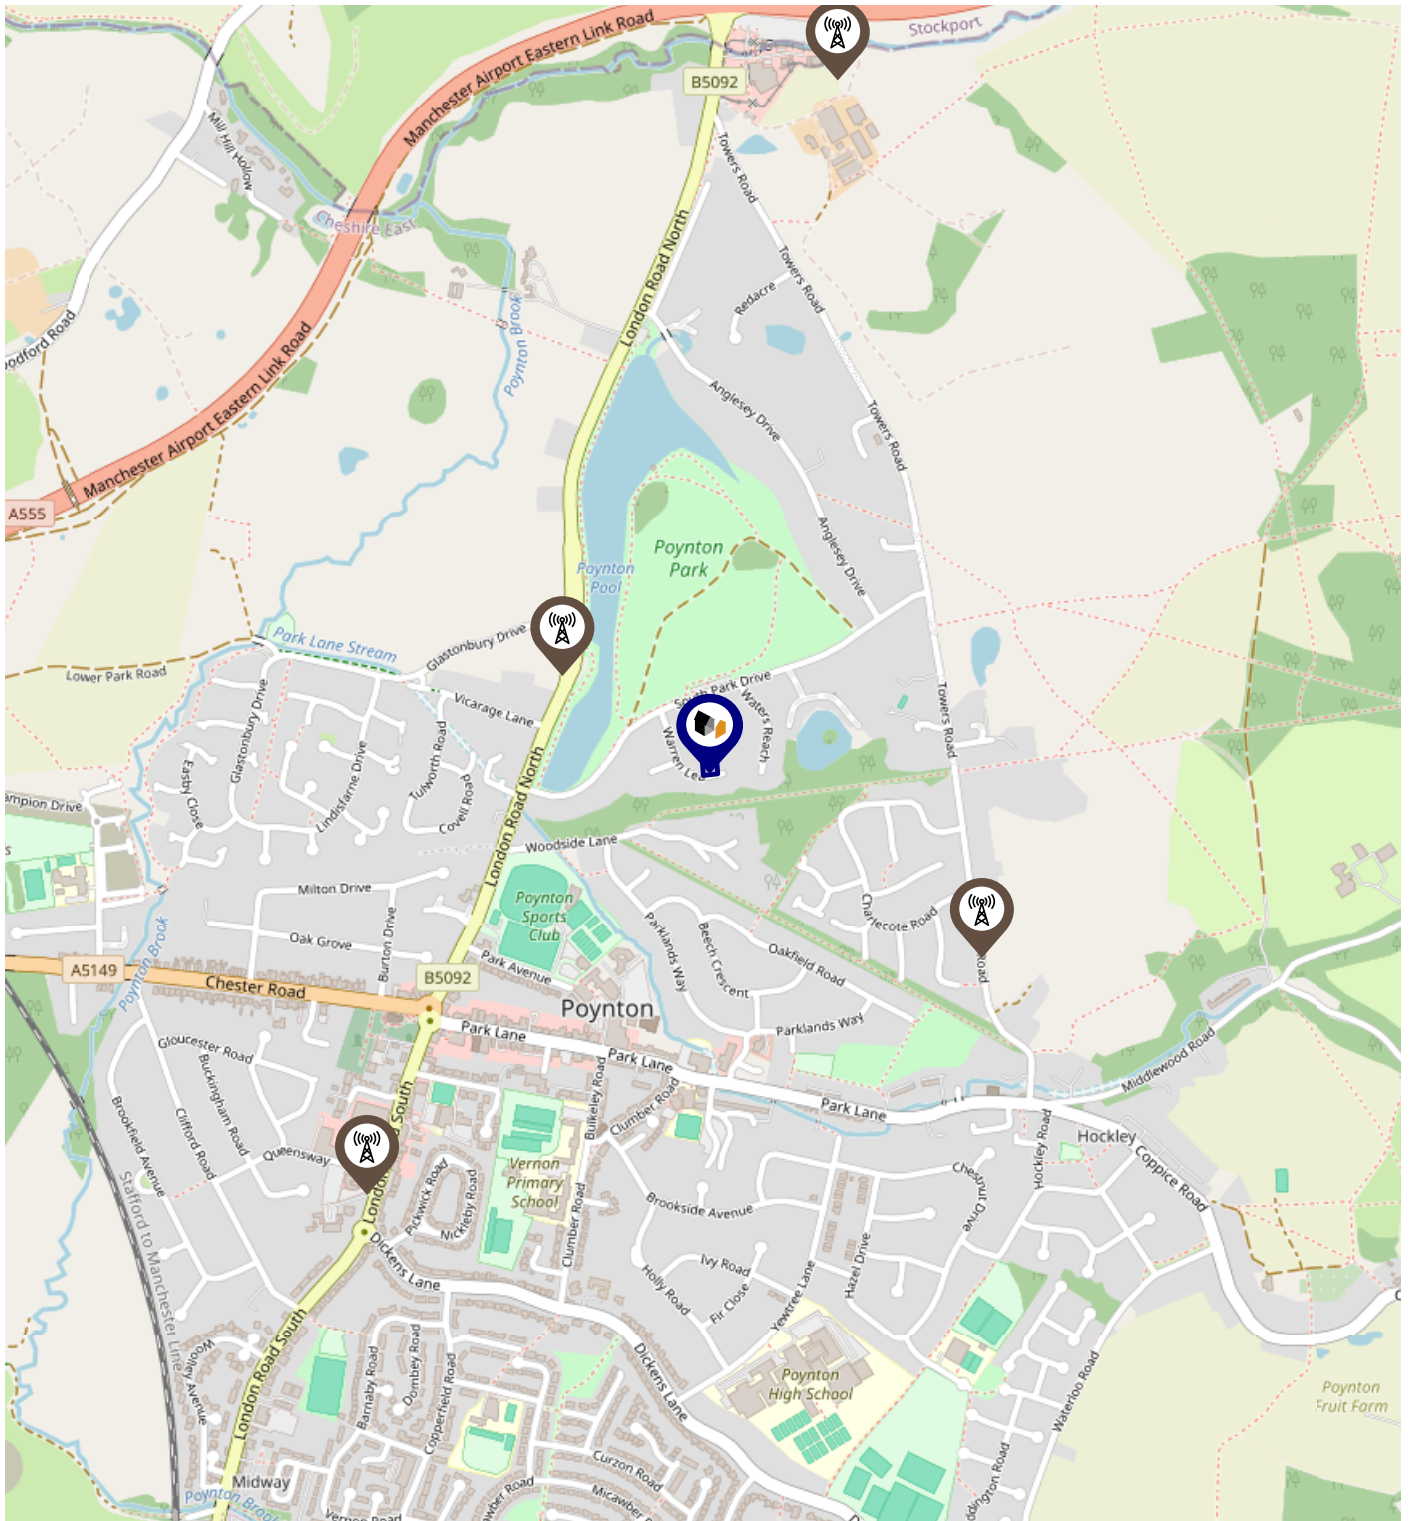 Stockport
Manchester Airport Eastern Link Road
B5092
Mill Hill Hollow
Towers Road
Cheshire East
London Road North
Towers Road
Redacre
Poynton Brook
Manchester Airport Eastern Link Road
Anglesey Drive
Towers Road
A555
Anglesey Drive
Poynton
Park
Poynton
Pool
Park Lane Stream
Glastonbury Drive
Lower Park Road
Vicarage Lane
South Park Drive
Waters Reach
Warren Lea
Towers Road
Glastonbury Drive
Tulworth Road
Lindisfarne Drive
Easby Close
Covell Road
London Road North
Woodside Lane
Milton Drive
Poynton
Sports
Club
Charlecote Road
Oak Grove
Burton Drive
Parklands Way
Beech Crescent
Oakfield Road
Park Avenue
Road
A5149
Poynton Brook
Chester Road
B5092
Poynton
Park Lane
Parklands Way
Park Lane
Gloucester Road
Buckingham Road
Middlewood Road
Park Lane
Bulkeley Road
Clumber Road
Brookfield Avenue
Clifford Road
South
Hockley
Hockley Road
Queensway
Coppice Road
Vernon
Primary
School
Pickwick Road
Nickleby Road
Chestnut Drive
Brookside Avenue
London
Clumber Road
Stafford to Manchester Line
Dickens Lane
Hazel Drive
Ivy Road
Holly Road
Fir Close
Yewtree Lane
London Road South
Woolley Avenue
Barnaby Road
Dombey Road
Copperfield Road
Dickens Lane
Poynton
High School
Waterloo Road
Poynton
Fruit Farm
Midway
Curzon Road
Micawber Road
Poynton Brook
Vernon Road